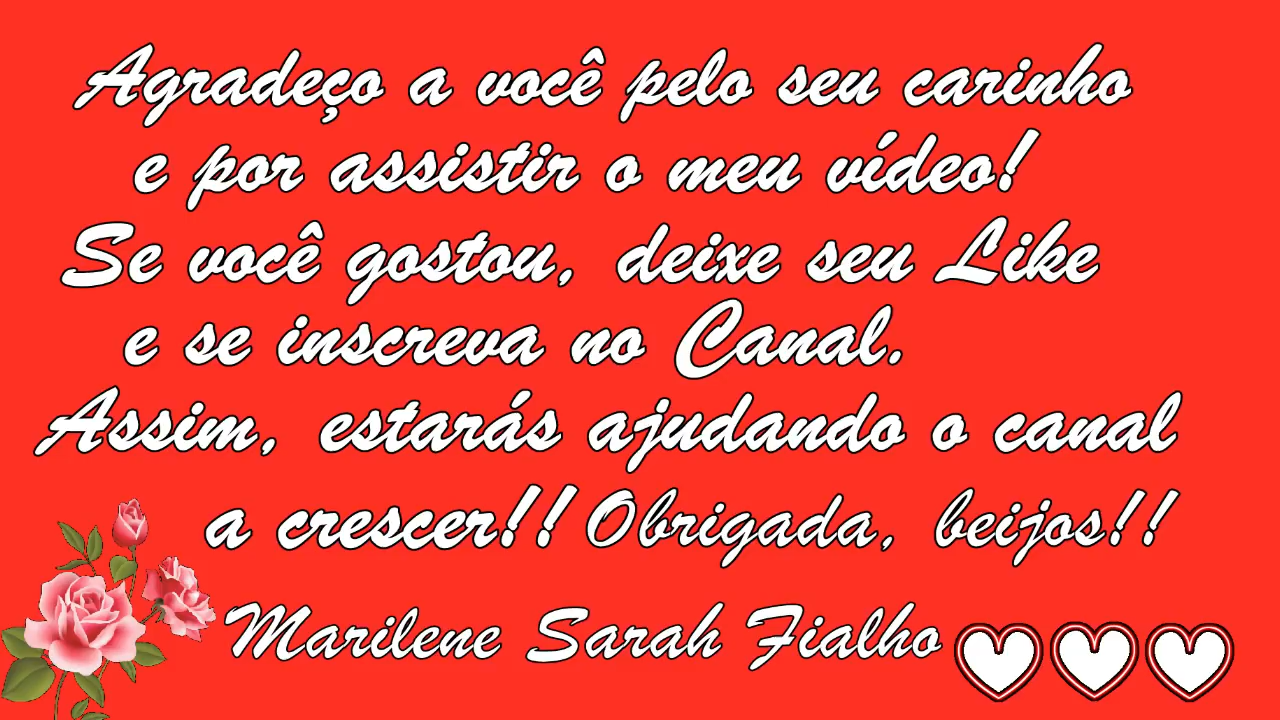 Agradeço a você pelo seu carinho
e por assistir o meu vídeo!
Se você gostou, deixe seu Like
e se inscreva no Canal.
Assim, estarás ajudando o canal
a crescer!! Obrigada, beijos!!
Marilene Sarah Fialho